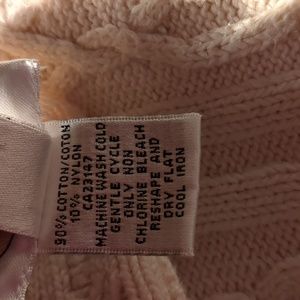 90% COTTON/COTON
10% NYLON
CA23147
MACHINE WASH COLD
GENTLE CYCLE
ONLY NON
CHLORINE BLEACH
RESHAPE AND
DRY FLAT
COOL IRON